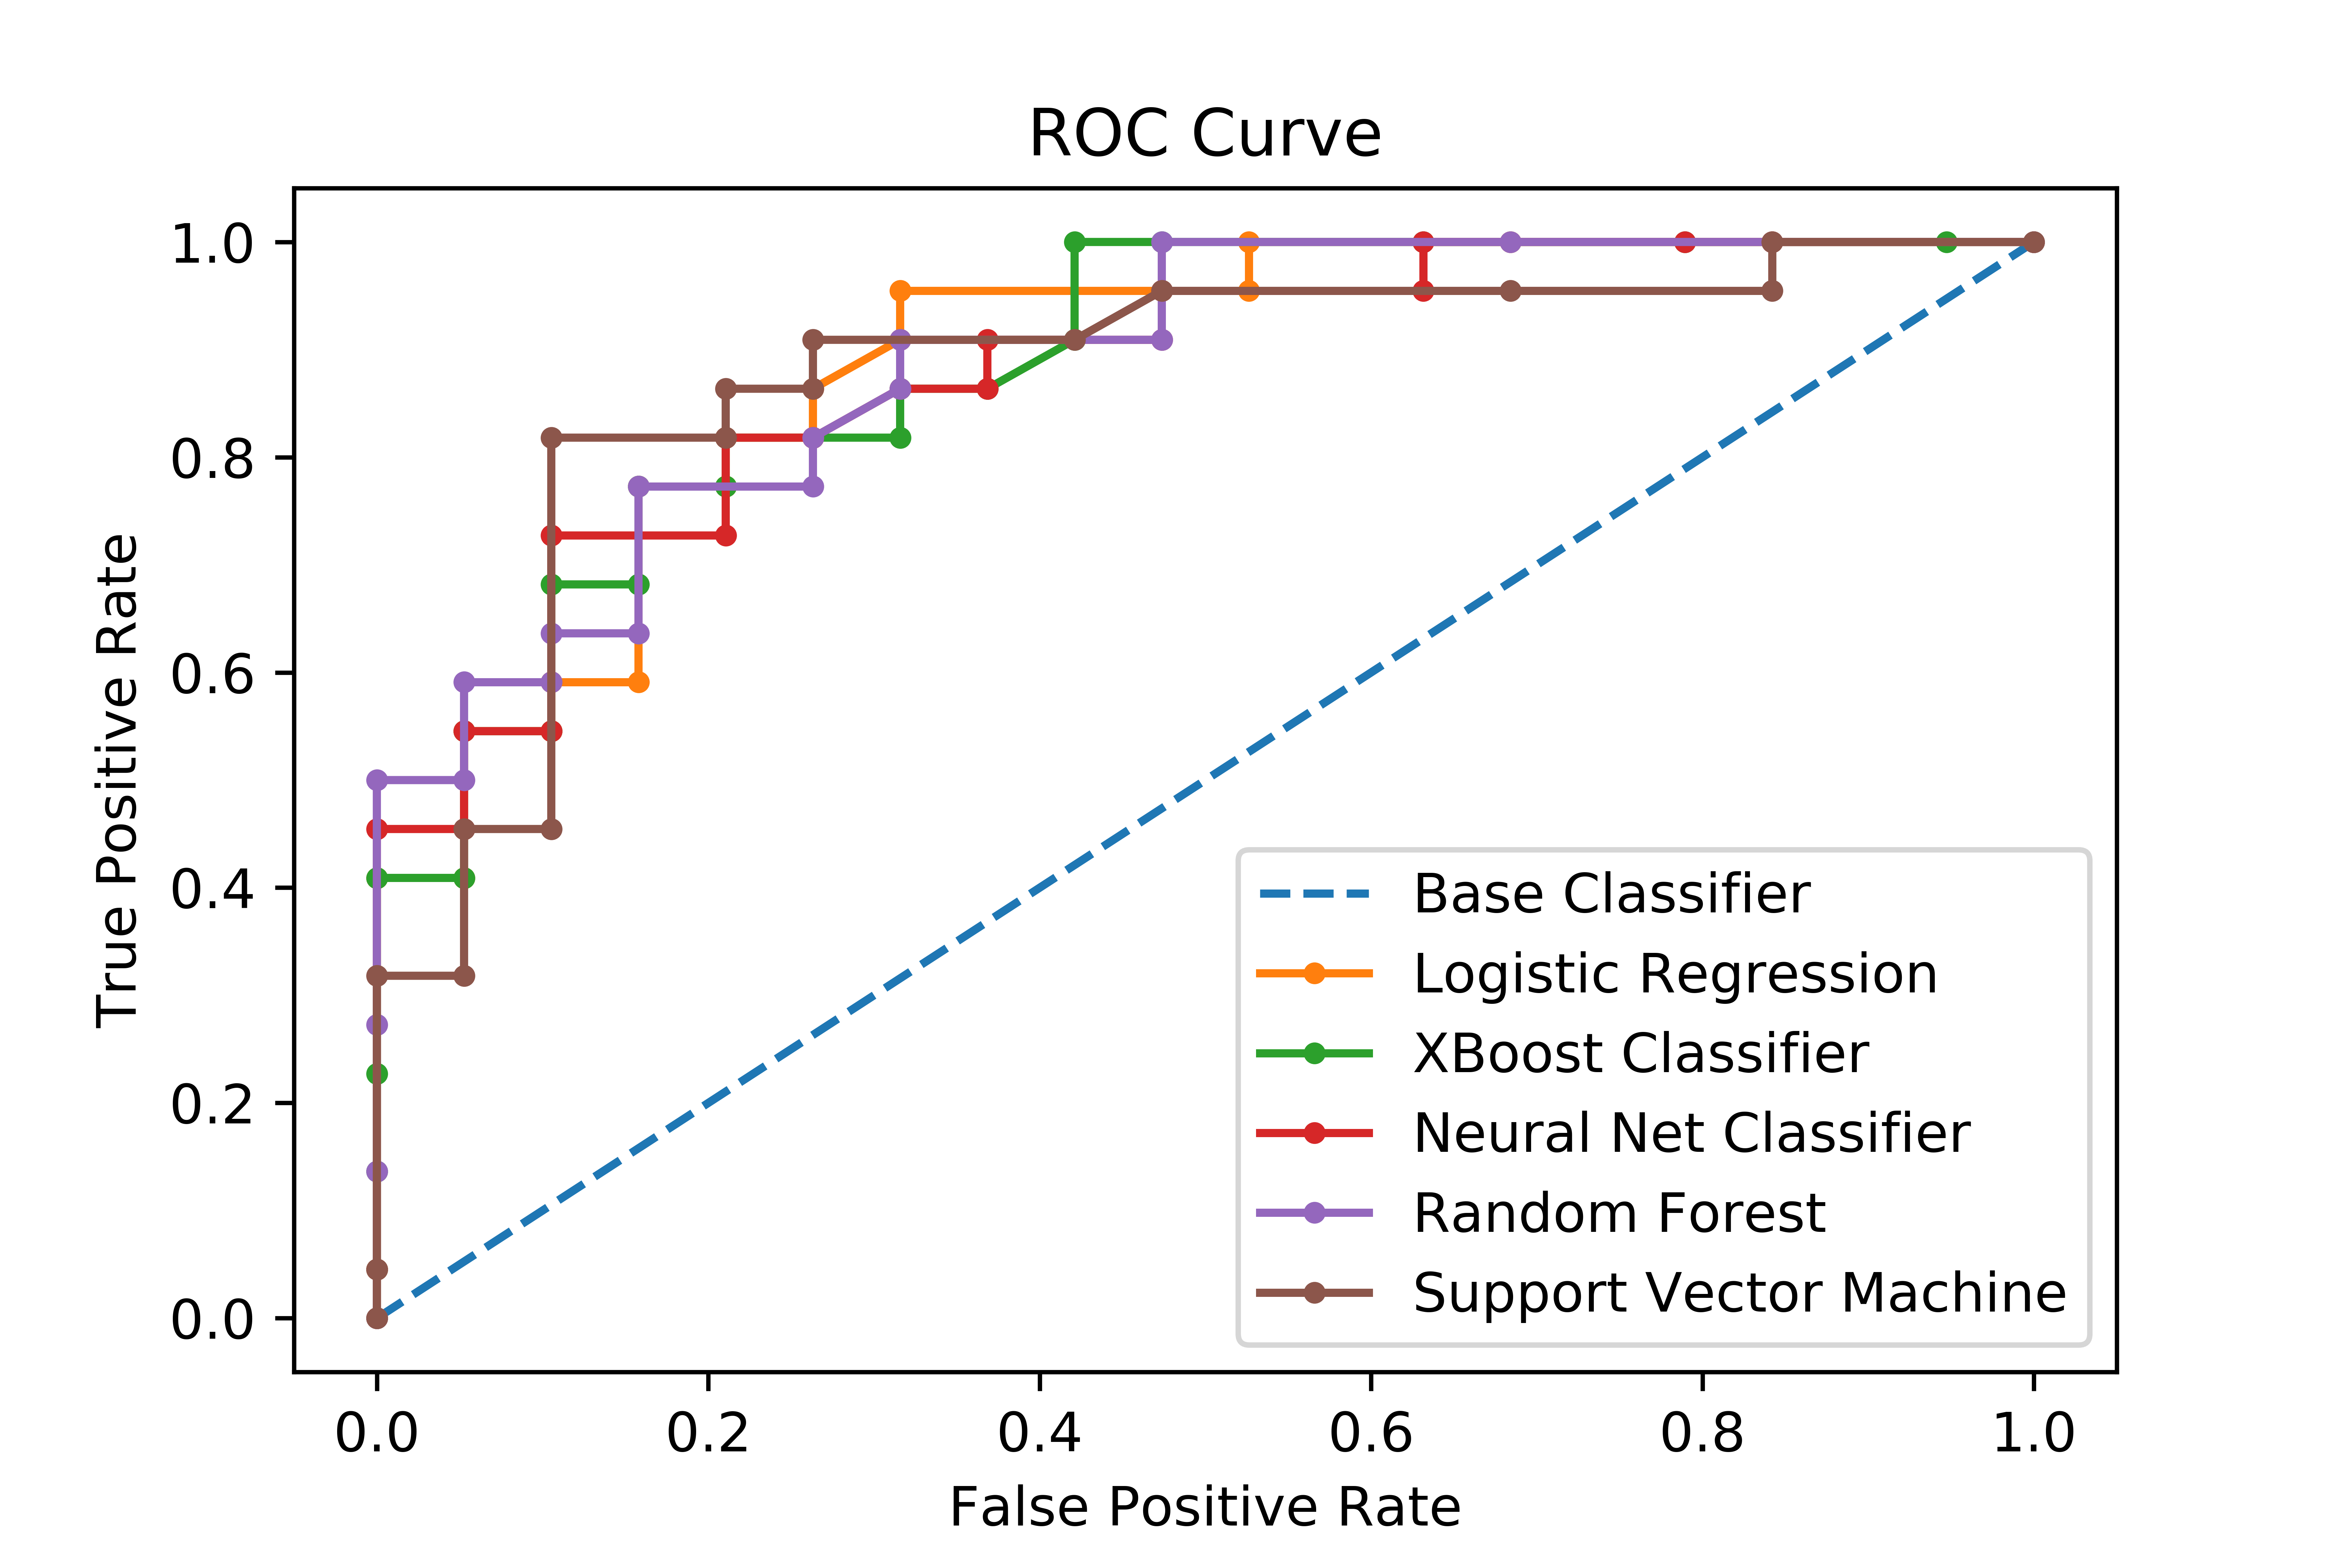 ROC Curve
True Positive Rate
1.0
0.8
0.6
0.4
0.2
0.0
Base Classifier
Logistic Regression
XBoost Classifier
Neural Net Classifier
Random Forest
Support Vector Machine
0.0 0.2 0.4 0.6 0.8 1.0
False Positive Rate